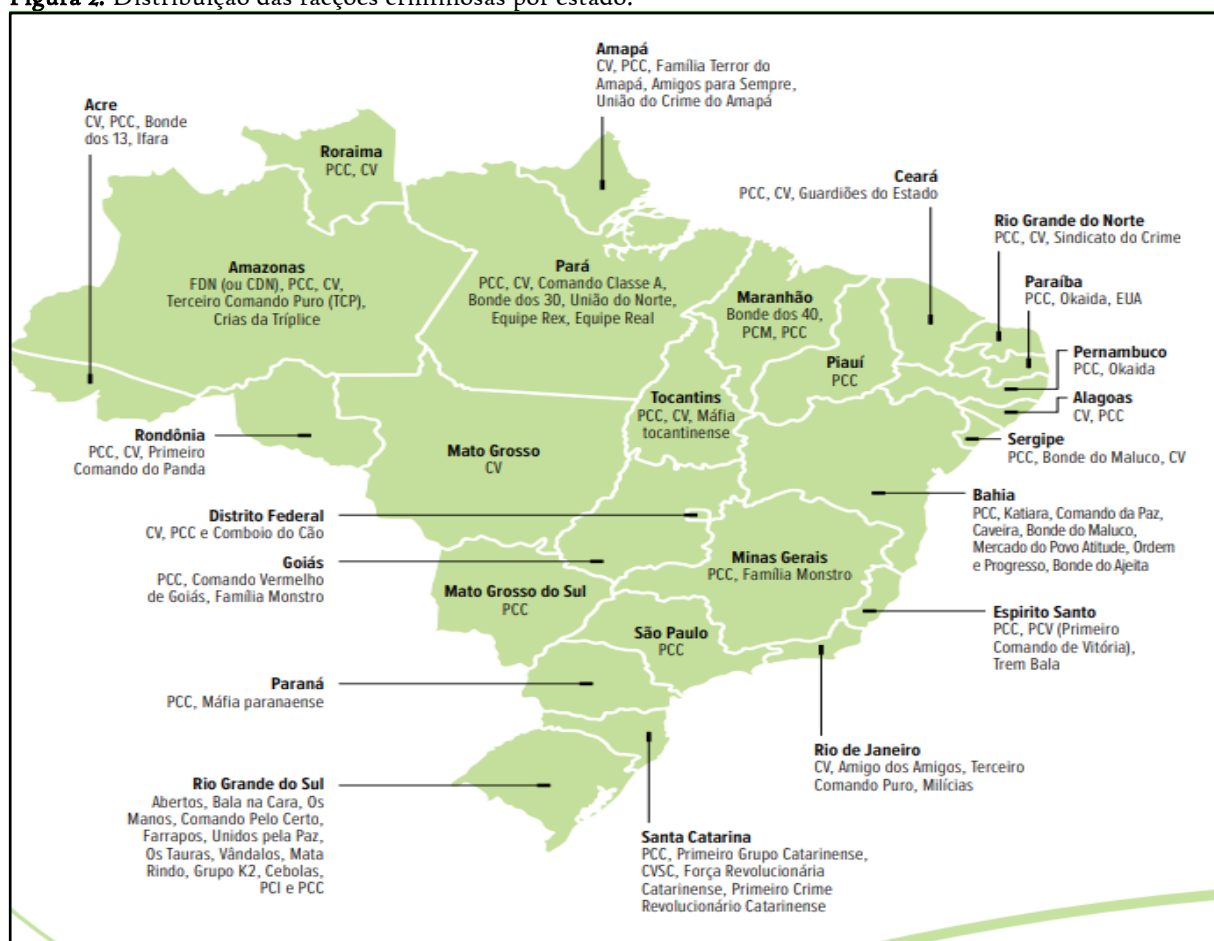 Figura 2. Distribuição das facções criminosas por estado.
Amapá
CV, PCC, Família Terror do
Amapá, Amigos para Sempre,
União do Crime do Amapá
Acre
CV, PCC, Bonde
dos 13, Ifara
Roraima
PCC, CV
Ceará
PCC, CV, Guardiões do Estado
Rio Grande do Norte
PCC, CV, Sindicato do Crime
Amazonas
FDN (ou CDN), PCC, CV,
Terceiro Comando Puro (TCP),
Crias da Tríplice
Pará
PCC, CV, Comando Classe A,
Bonde dos 30, União do Norte,
Equipe Rex, Equipe Real
Maranhão
Bonde dos 40,
PCM, PCC
Paraíba
PCC, Okaida, EUA
Piauí
PCC
Pernambuco
PCC, Okaida
Tocantins
PCC, CV, Máfia
tocantinense
Alagoas
CV, PCC
Rondônia
PCC, CV, Primeiro
Comando do Panda
Mato Grosso
CV
Sergipe
PCC, Bonde do Maluco, CV
Distrito Federal
CV, PCC e Comboio do Cão
Bahia
PCC, Katiara, Comando da Paz,
Caveira, Bonde do Maluco,
Mercado do Povo Atitude, Ordem
e Progresso, Bonde do Ajeita
Goiás
PCC, Comando Vermelho
de Goiás, Família Monstro
Minas Gerais
PCC, Família Monstro
Mato Grosso do Sul
PCC
Espirito Santo
PCC, PCV (Primeiro
Comando de Vitória),
Trem Bala
São Paulo
PCC
Paraná
PCC, Máfia paranaense
Rio de Janeiro
CV, Amigo dos Amigos, Terceiro
Comando Puro, Milícias
Rio Grande do Sul
Abertos, Bala na Cara, Os
Manos, Comando Pelo Certo,
Farrapos, Unidos pela Paz,
Os Tauras, Vândalos, Mata
Rindo, Grupo K2, Cebolas,
PCI e PCC
Santa Catarina
PCC, Primeiro Grupo Catarinense,
CVSC, Força Revolucionária
Catarinense, Primeiro Crime
Revolucionário Catarinense